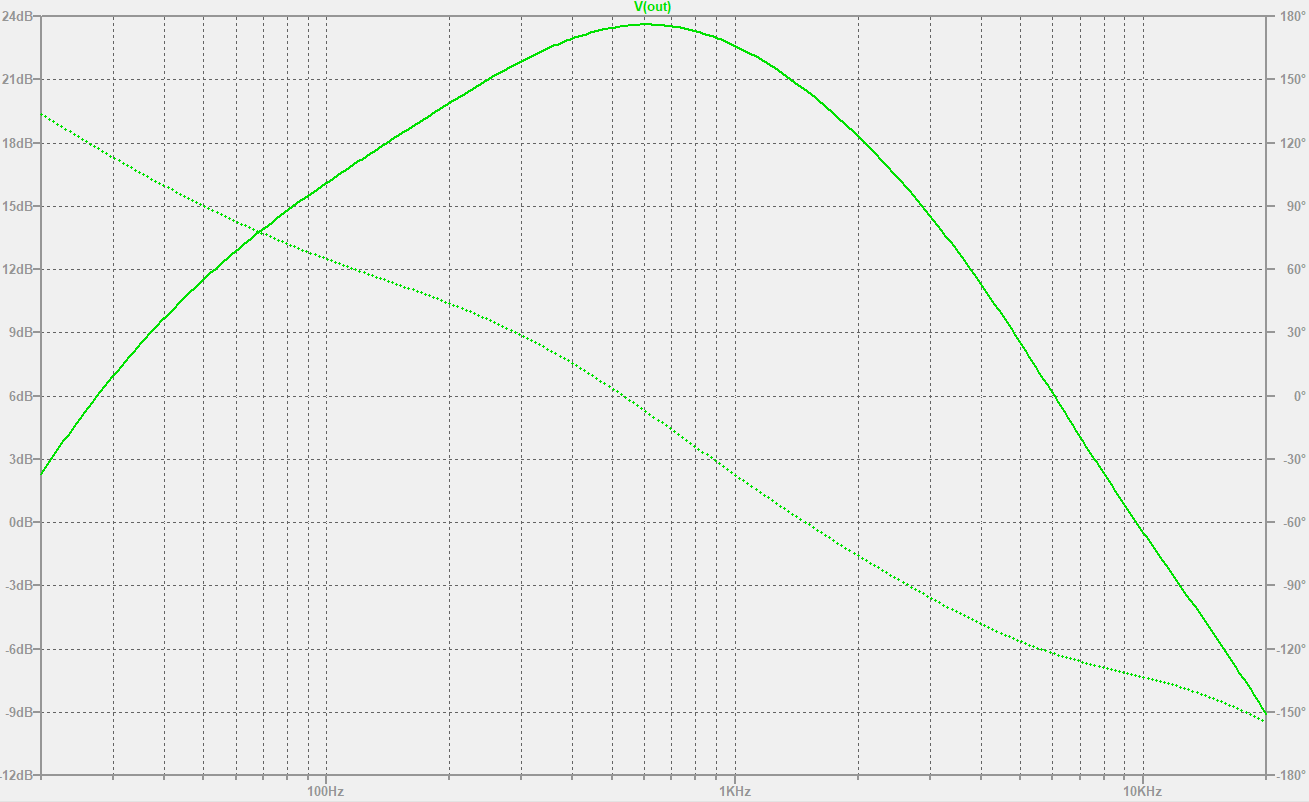 V(out)
24dB 180°
21dB 150°
18dB 120°
15dB 90°
12dB 60°
9dB 30°
6dB 0°
3dB -30°
0dB -60°
-3dB -90°
-6dB -120°
-9dB -150°
-12dB -180°
100Hz 1KHz 10KHz